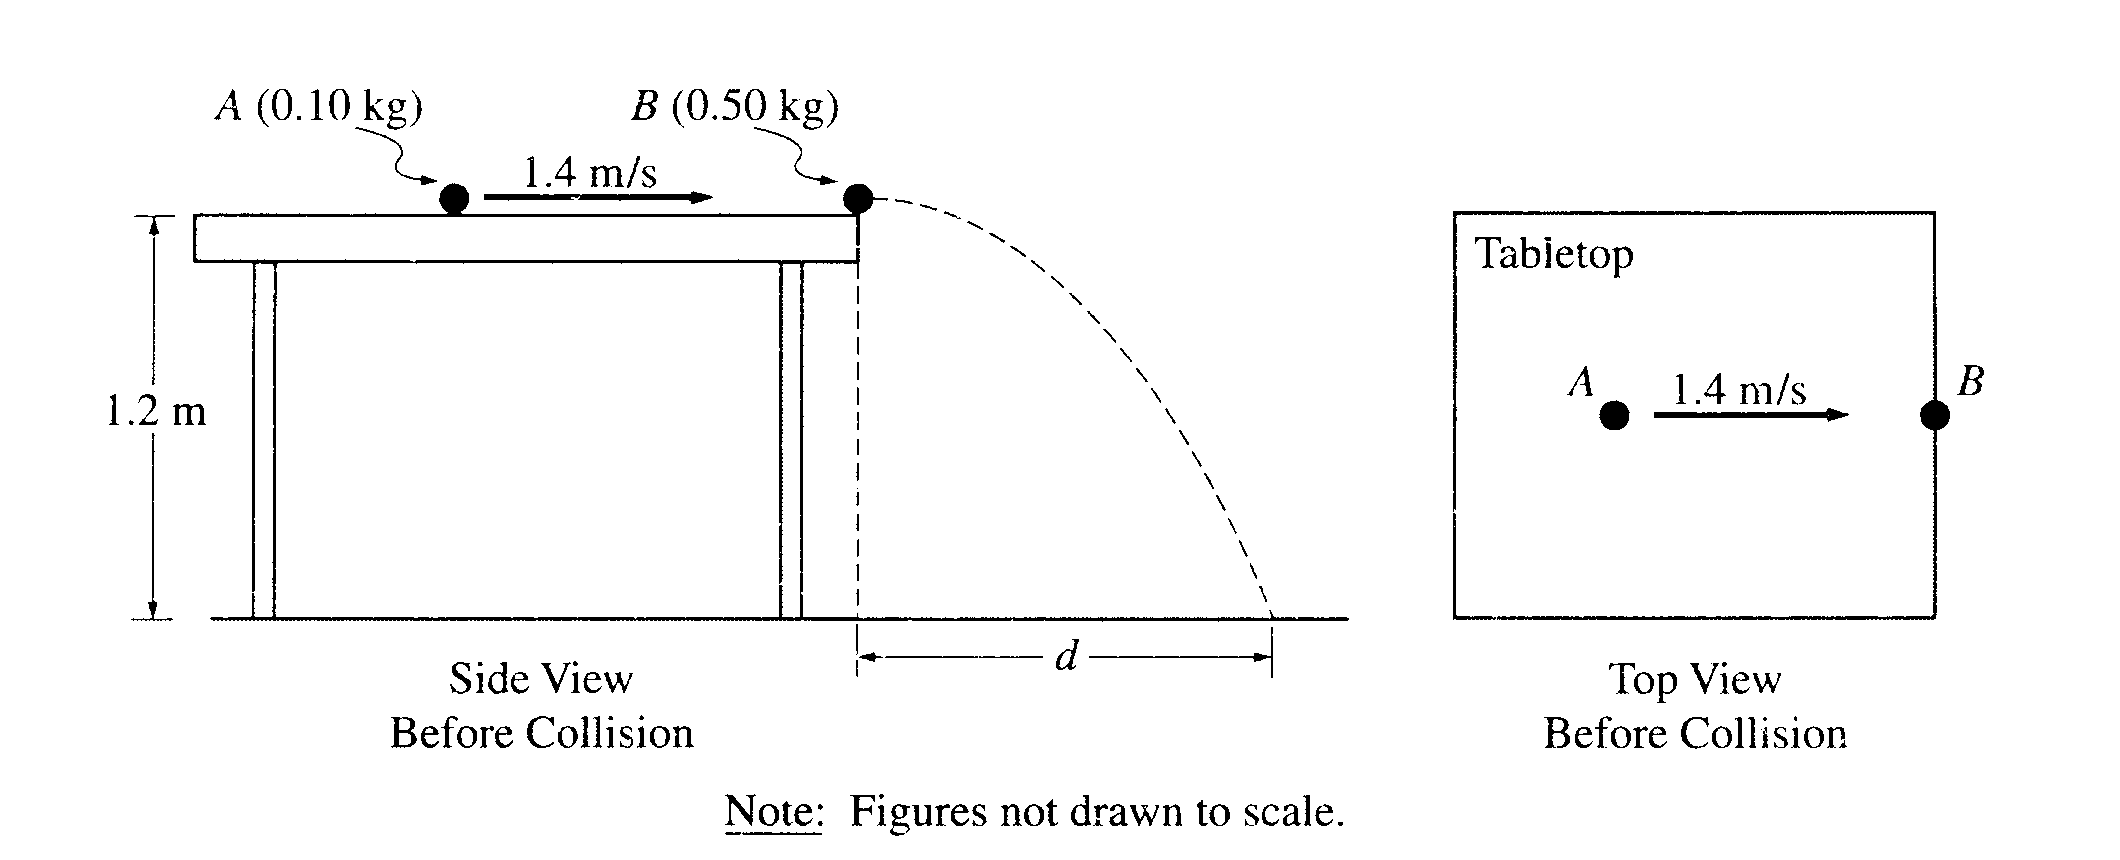 A (0.10 kg)
B (0.50 kg)
1.4 m/s
1.2 m
d
Side View
Before Collision
Tabletop
A
1.4 m/s
B
Top View
Before Collision
Note: Figures not drawn to scale.